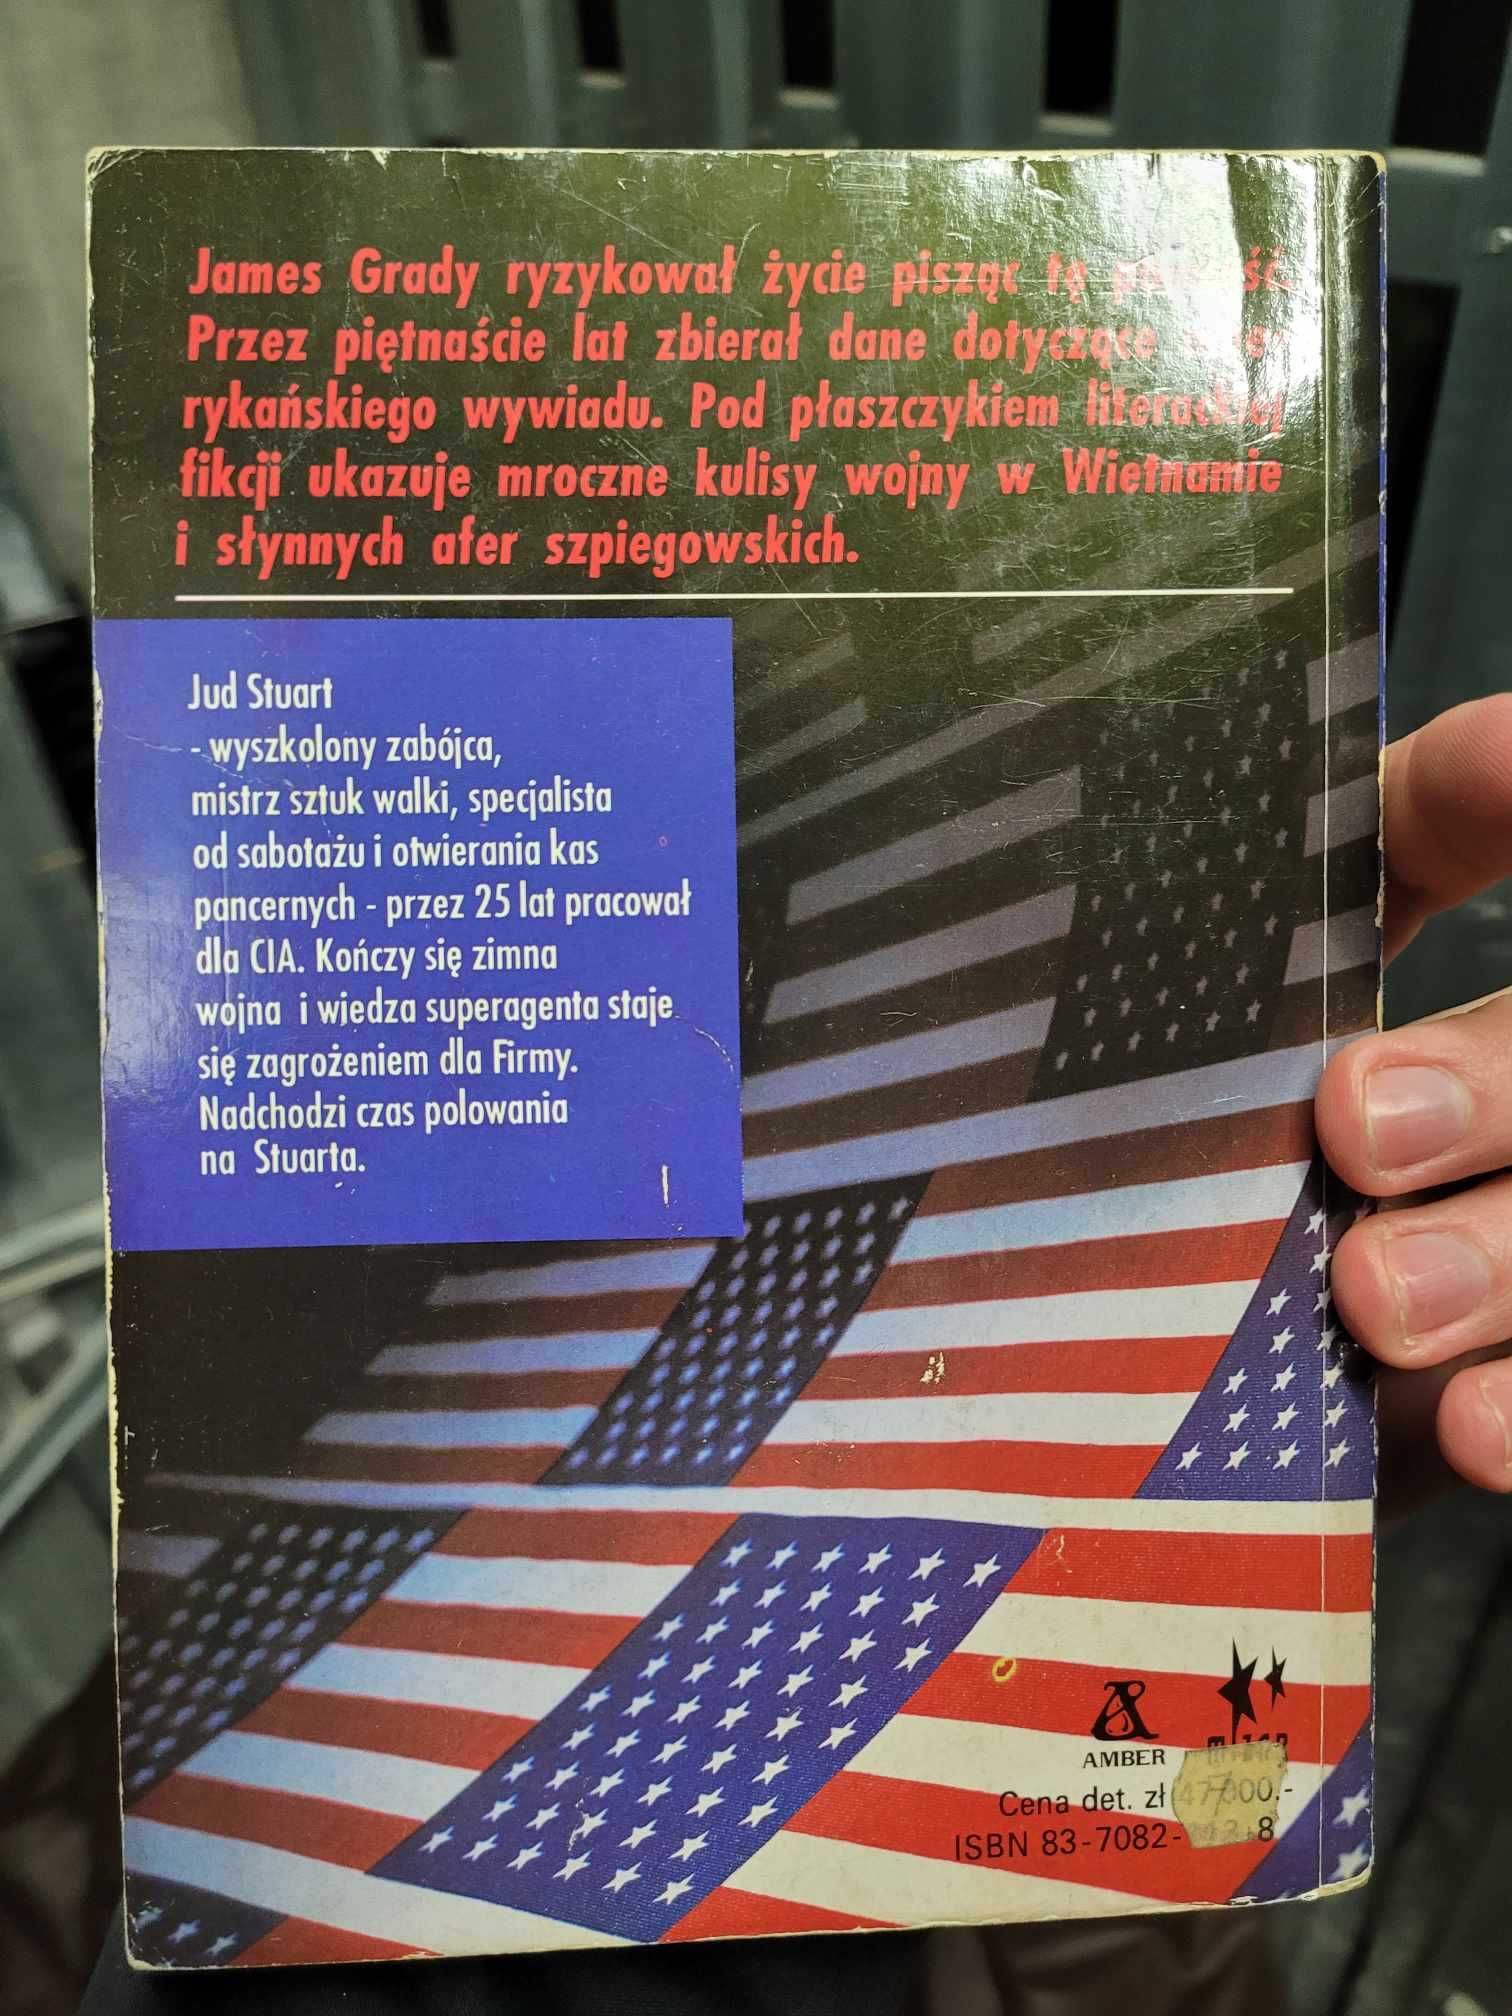 James Grady ryzykował życie pisząc tę
Przez piętnaście lat zbierał dane dotyczące
rykańskiego wywiadu. Pod płaszczykiem literackiej
fikcji ukazuje mroczne kulisy wojny w Wietnamie
i słynnych afer szpiegowskich.
Jud Stuart
- wyszkolony zabójca,
mistrz sztuk walki, specjalista
od sabotażu i otwierania kas
pancernych - przez 25 lat pracował
dla CIA. Kończy się zimna
wojna i wiedza superagenta staje
się zagrożeniem dla Firmy.
Nadchodzi czas polowania
na Stuarta.
AMBER
Cena det. zł 47000.-
ISBN 83-7082-